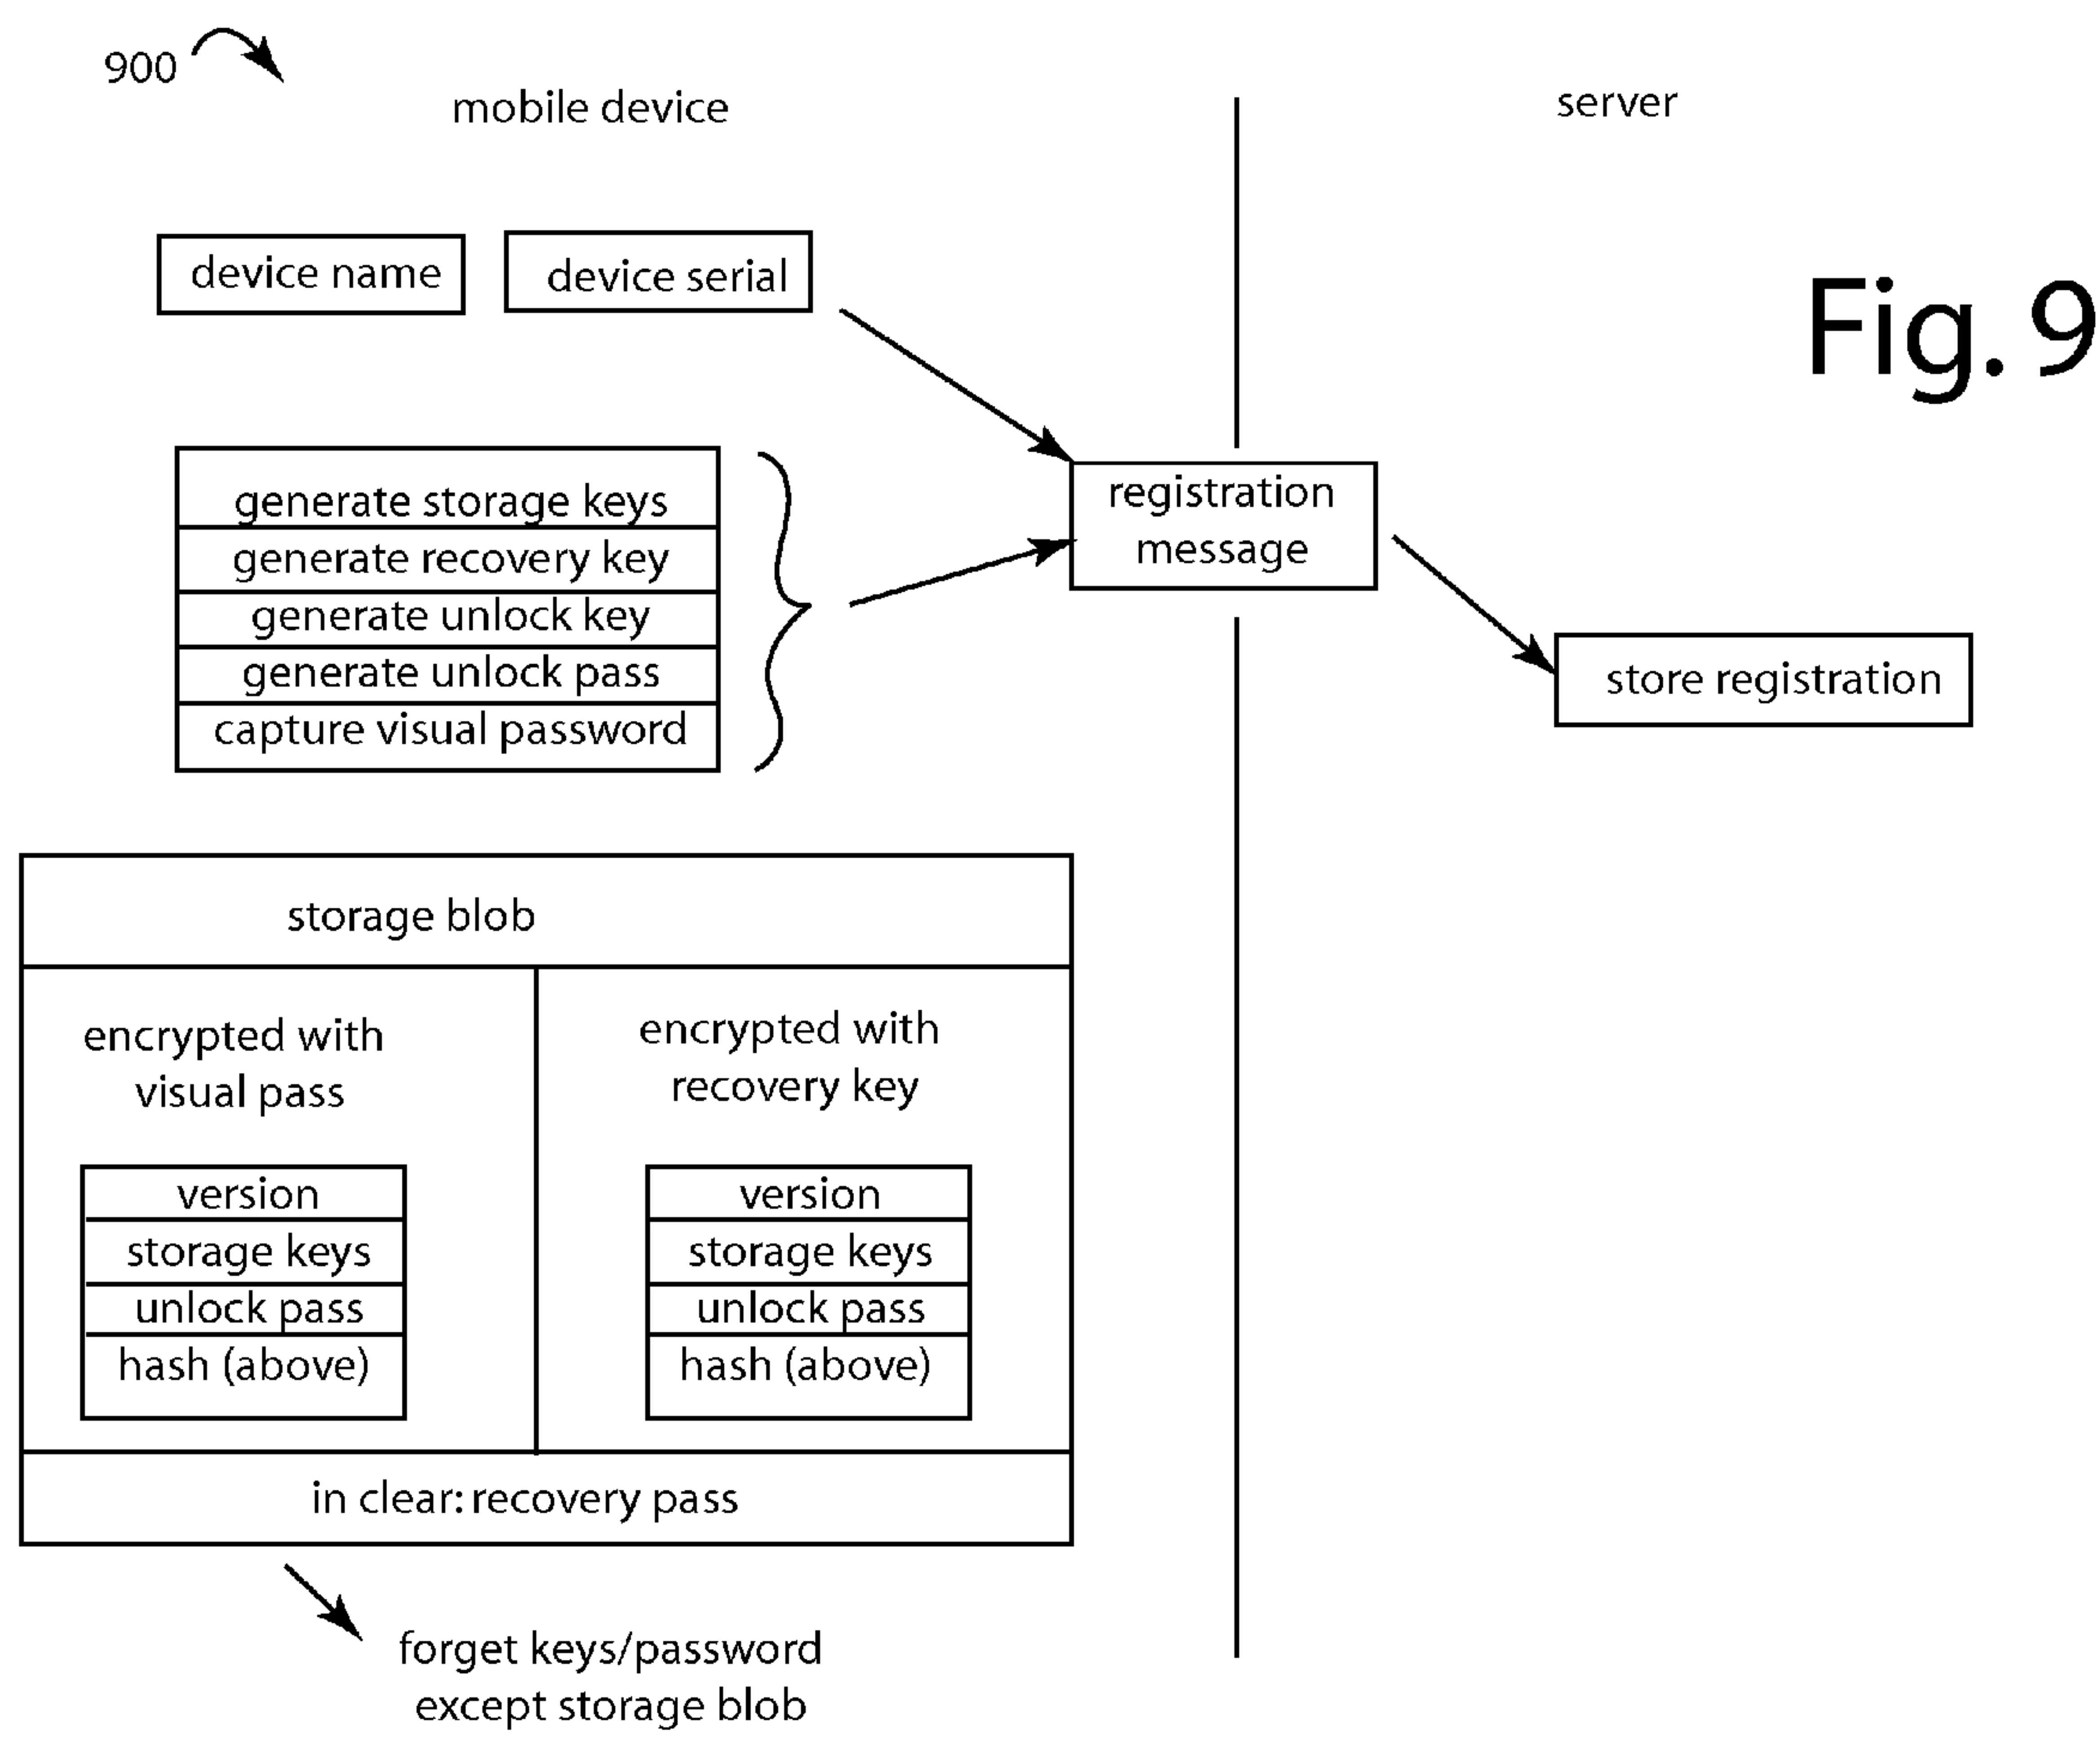 900
mobile device
server
device name
device serial
Fig. 9
generate storage keys
generate recovery key
generate unlock key
generate unlock pass
capture visual password
registration
message
store registration
storage blob
encrypted with
visual pass
version
storage keys
unlock pass
hash (above)
encrypted with
recovery key
version
storage keys
unlock pass
hash (above)
in clear: recovery pass
forget keys/password
except storage blob